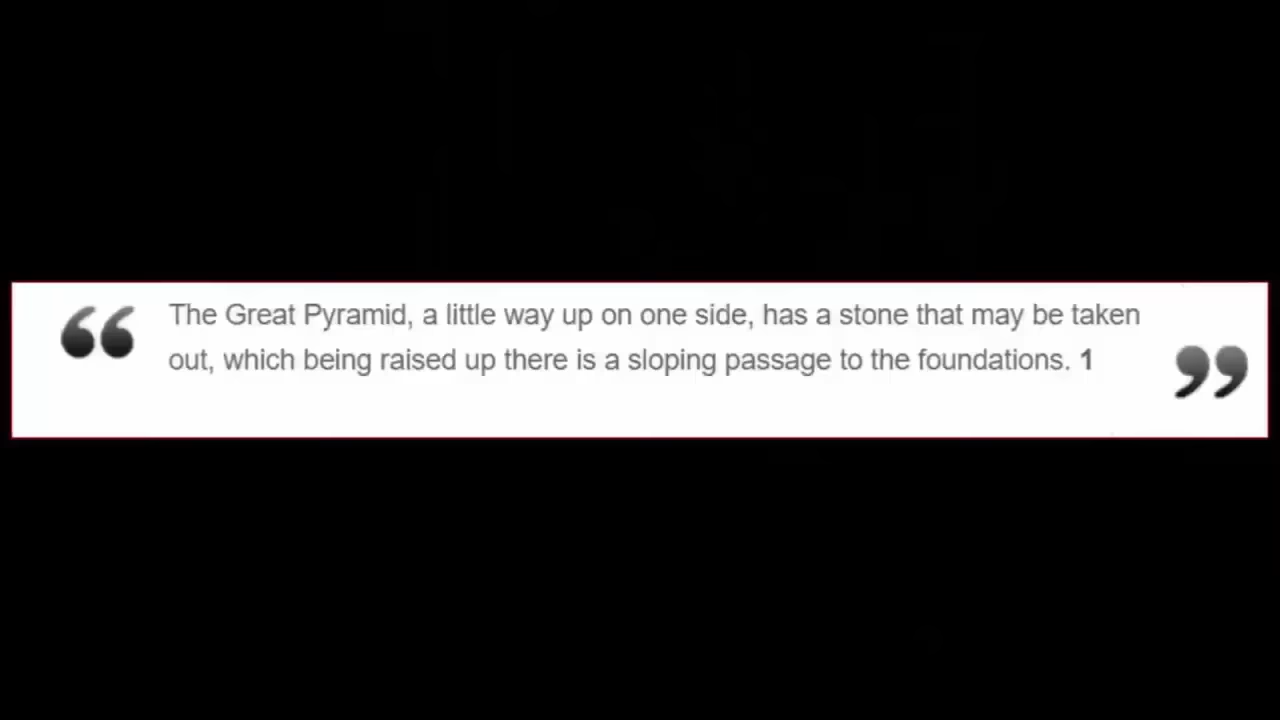 The Great Pyramid, a little way up on one side, has a stone that may be taken
out, which being raised up there is a sloping passage to the foundations. 1